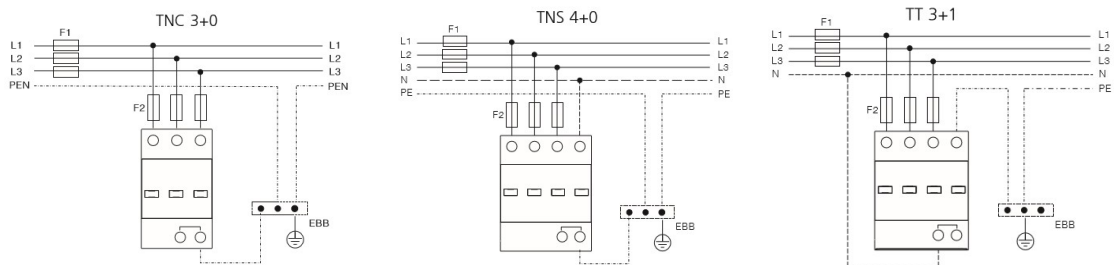 TNC 3+0
F1
L1 L1
L2 L2
L3 L3
PEN PEN
F2
EBB
TNS 4+0
F1
L1 L1
L2 L2
L3 L3
N N
PE PE
F2
EBB
TT 3+1
F1
L1 L1
L2 L2
L3 L3
N N
PE
F2
EBB